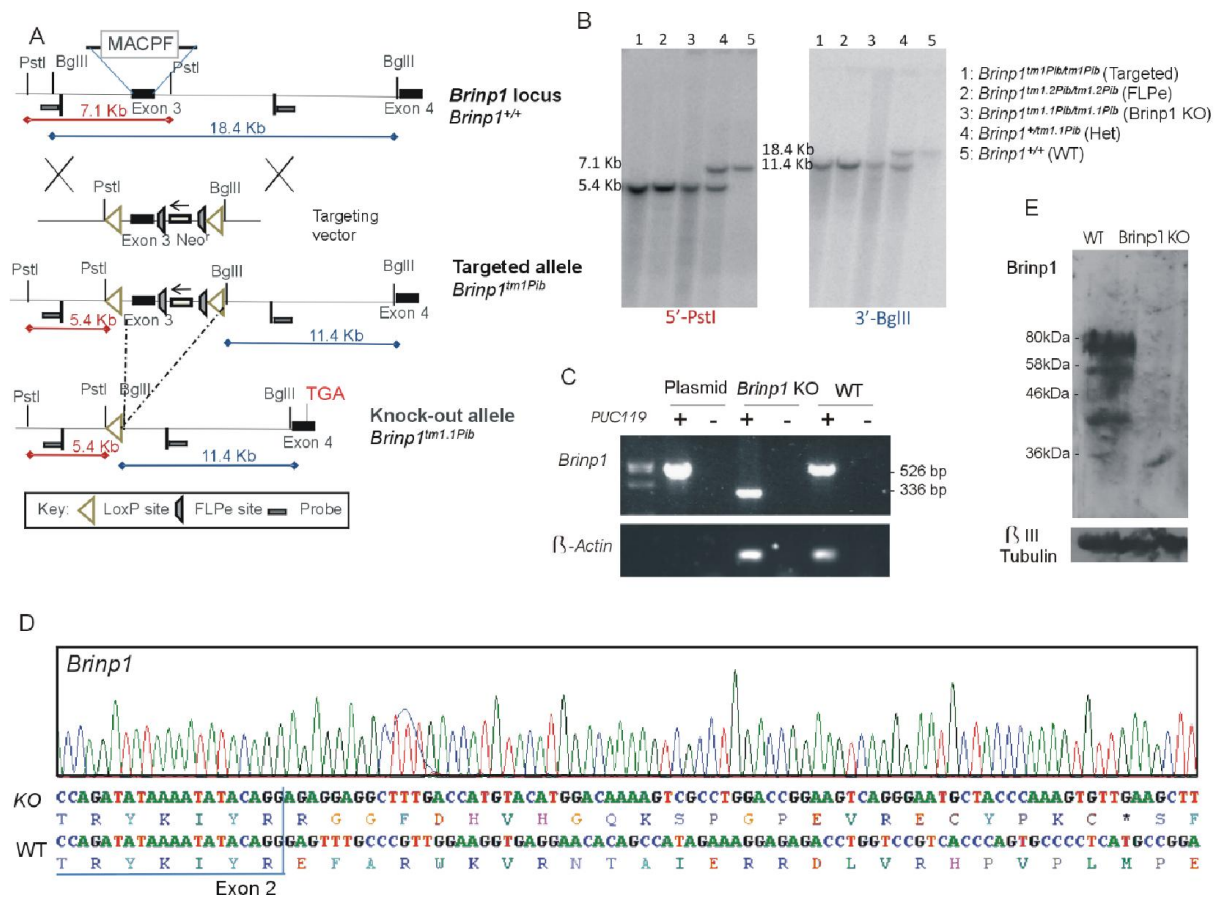 A
MACPF
PstI
BglII
PstI
BglII
Exon 3
Exon 4
7.1 Kb
18.4 Kb
Brinp1 locus
Brinp1+/+
PstI
BglII
Exon 3
Neor
Targeting
vector
PstI
PstI
BglII
BglII
Exon 3
Exon 4
5.4 Kb
11.4 Kb
Targeted allele
Brinp1tm1Pib
PstI
PstI
BglII
BglII
TGA
Exon 4
5.4 Kb
11.4 Kb
Knock-out allele
Brinp1tm1.1Pib
Key: LoxP site FLPe site Probe
B
1 2 3 4 5
1 2 3 4 5
7.1 Kb
5.4 Kb
18.4 Kb
11.4 Kb
5′-PstI
3′-BglII
1: Brinp1tm1Pib/tm1Pib (Targeted)
2: Brinp1tm1.2Pib/tm1.2Pib (FLPe)
3: Brinp1tm1.1Pib/tm1.1Pib (Brinp1 KO)
4: Brinp1+/tm1.1Pib (Het)
5: Brinp1+/+ (WT)
C
Plasmid Brinp1 KO WT
PUC119 + - + - + -
Brinp1
526 bp
336 bp
ß-Actin
E
WT Brinp1 KO
Brinp1
80kDa
58kDa
46kDa
36kDa
ß III
Tubulin
D
Brinp1
KO CCAGATATAAAATATACAGGAGAGGAGGCTTTGACCATGTACATGGACAAAAGTCGCCTGGACCGGAAGTCAGGGAATGCTACCCAAAGTGTTGAAGCTT
T R Y K I Y R R G G F D H V H G Q K S P G P E V R E C Y P K C * S F
WT CCAGATATAAAATATACAGGGAGTTTGCCCGTTGGAAGGTGAGGAACACAGCCATAGAAAGGAGAGACCTGGTCCGTCACCCAGTGCCCCTCATGCCGGA
T R Y K I Y R E F A R W K V R N T A I E R R D L V R H P V P L M P E
Exon 2